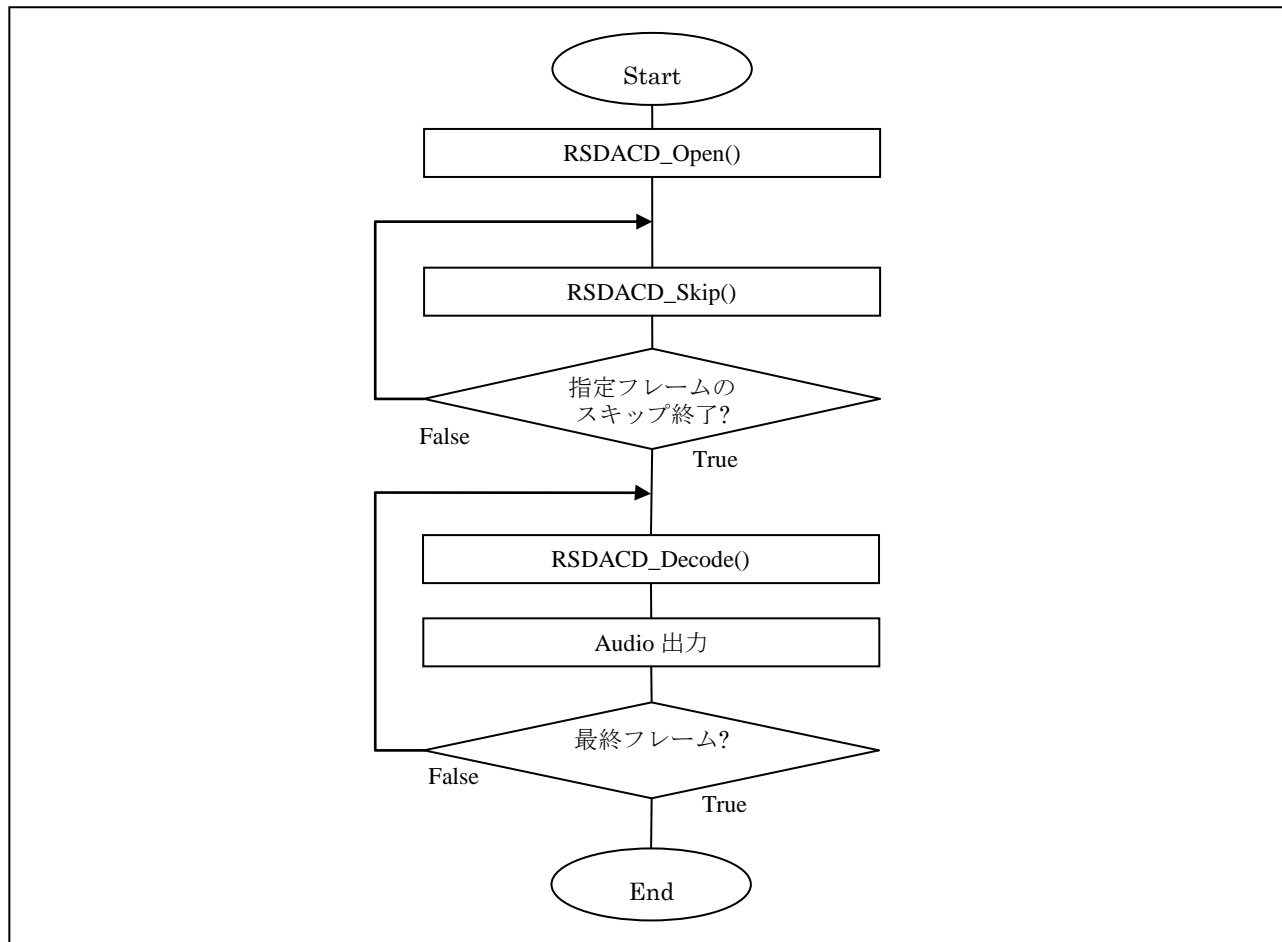 Start
RSDACD_Open()
RSDACD_Skip()
指定フレームの
スキップ終了?
False
True
RSDACD_Decode()
Audio 出力
最終フレーム?
False
True
End